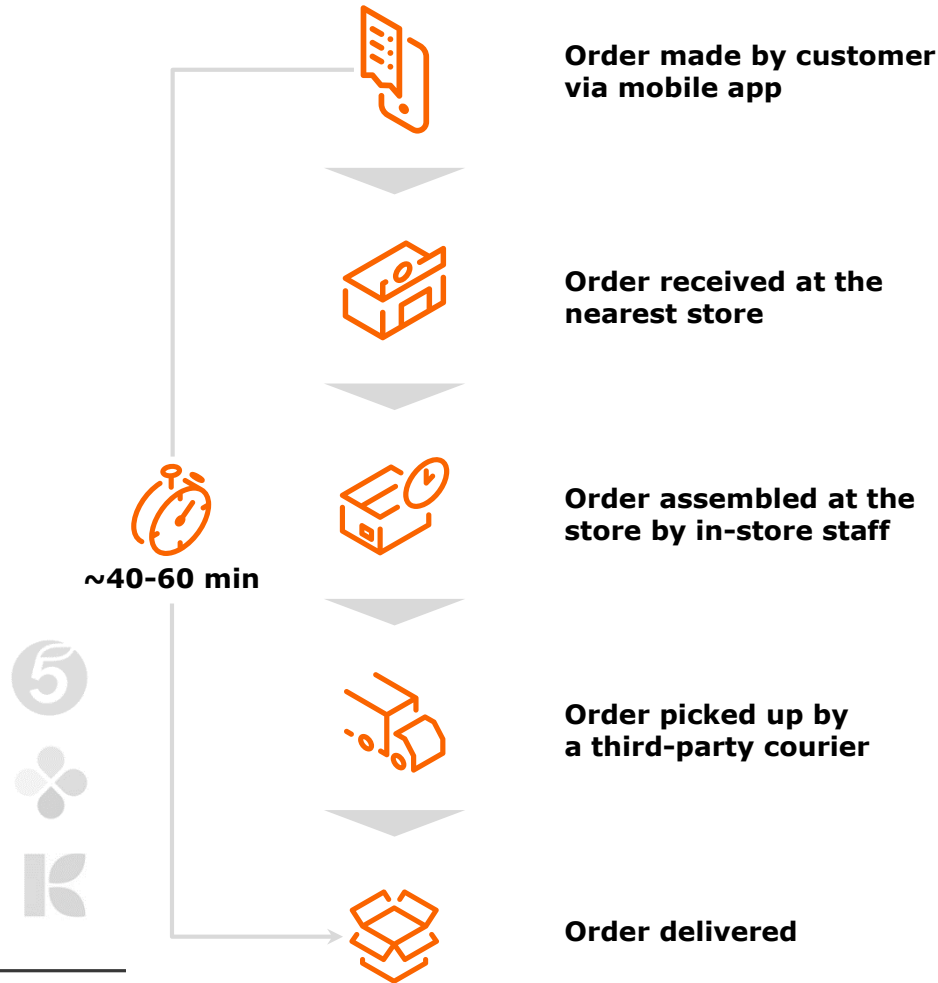 Order made by customer
via mobile app
Order received at the
nearest store
Order assembled at the
store by in-store staff
~40-60 min
Order picked up by
a third-party courier
5
K
Order delivered